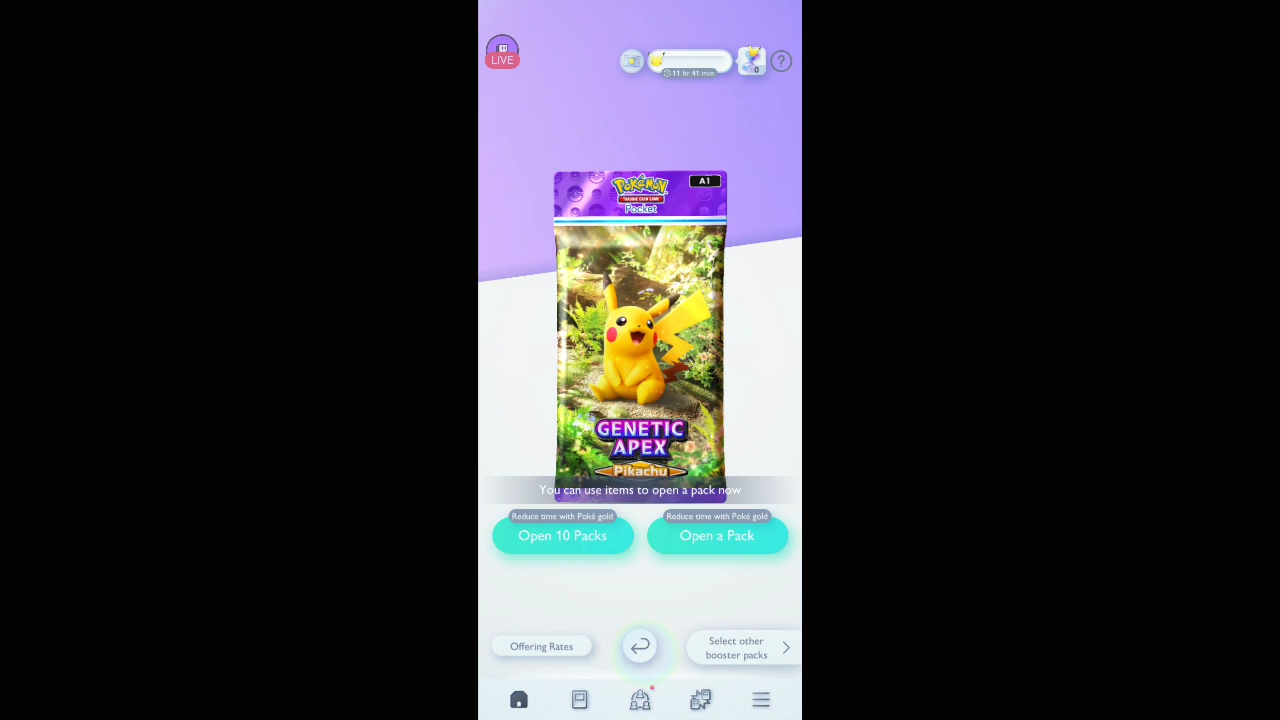 LIVE
11 hr 41 min
0
?
A1
Pokémon
TRADING CARD GAME
Pocket
GENETIC
APEX
Pikachu
You can use items to open a pack now
Reduce time with Poké gold
Open 10 Packs
Reduce time with Poké gold
Open a Pack
Offering Rates
Select other
booster packs